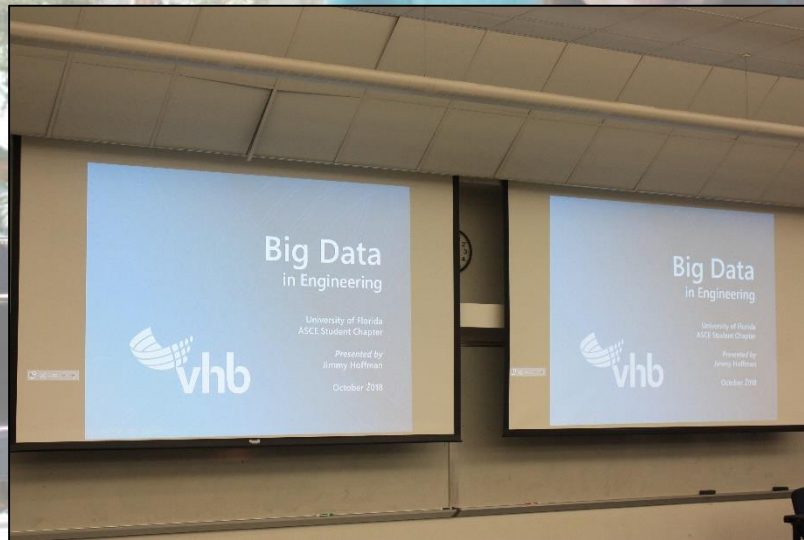 Big Data
in Engineering
University of Florida
ASCE Student Chapter
Presented by
Jimmy Hoffman
October 2018
vhb
Big Data
in Engineering
University of Florida
ASCE Student Chapter
Presented by
Jimmy Hoffman
October 2018
vhb